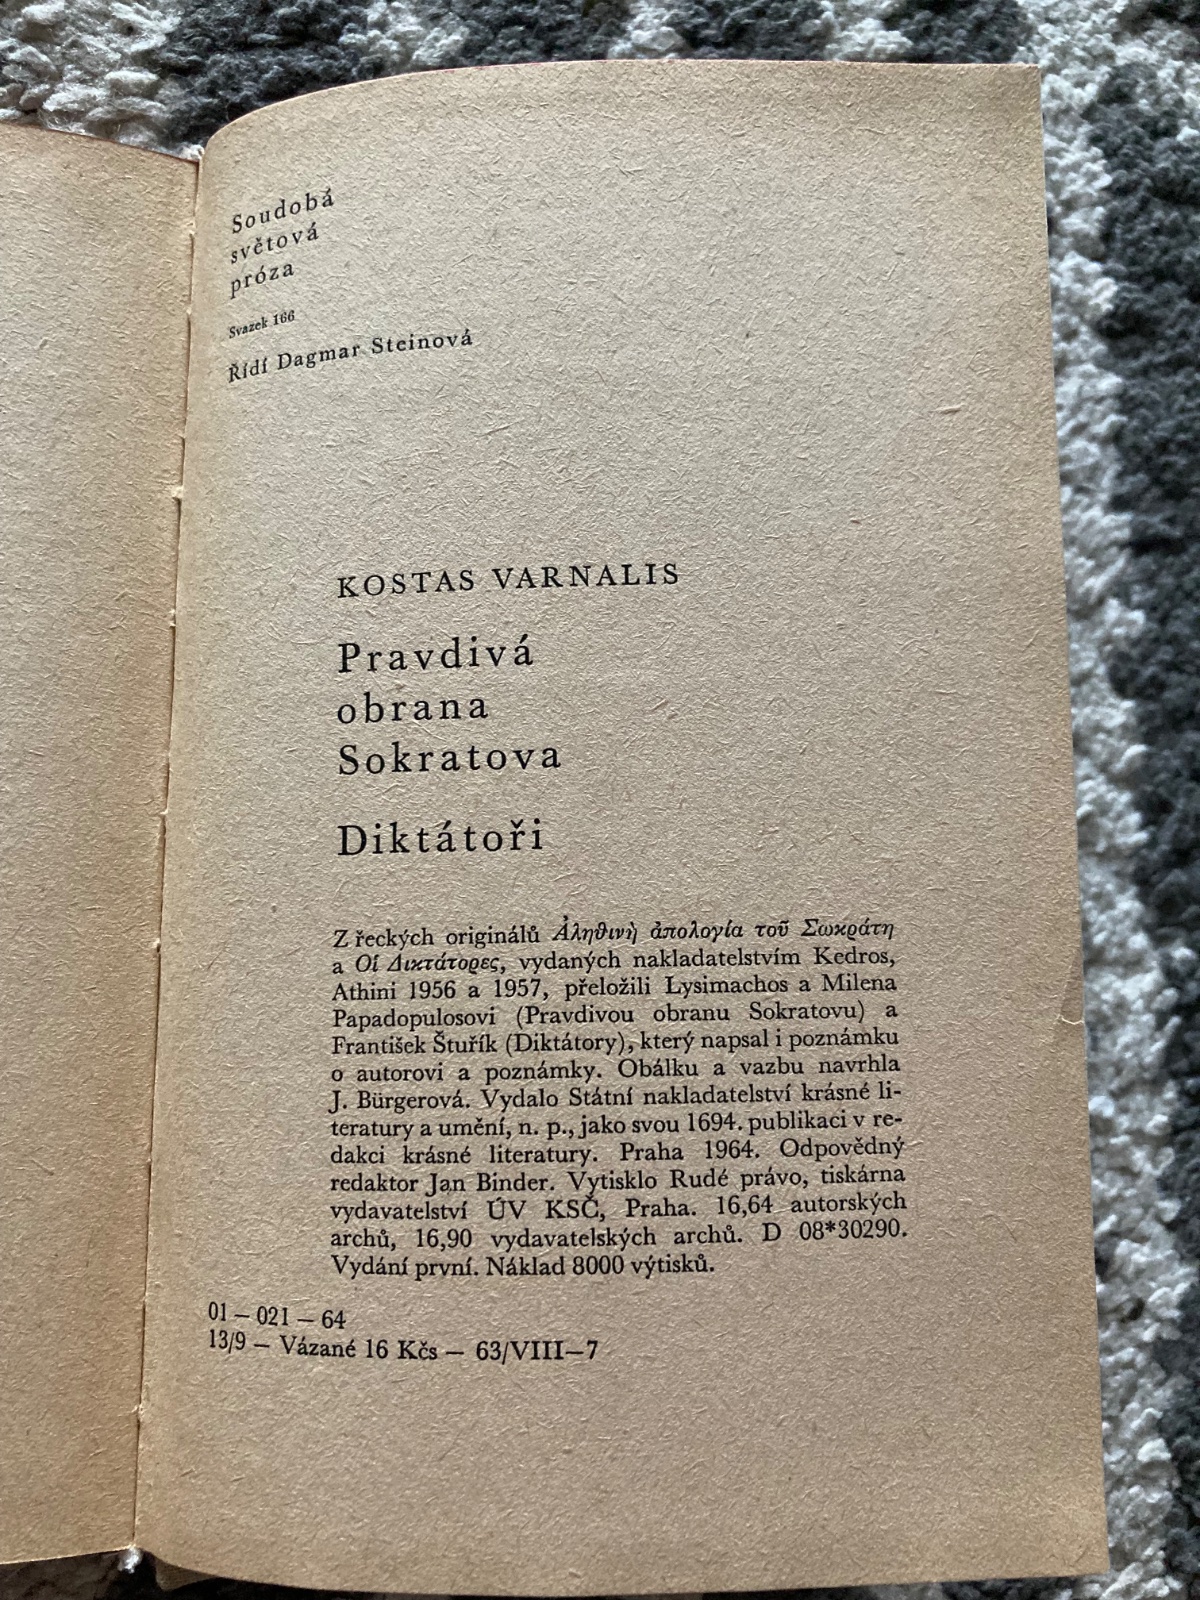 Soudobá
světová
próza
Svazek 166
Řídí Dagmar Steinová
KOSTAS VARNALIS
Pravdivá
obrana
Sokratova
Diktátoři
Z řeckých originálů Ἀληθινὴ ἀπολογία τοῦ Σωκράτη
a Οἱ Δικτάτορες, vydaných nakladatelstvím Kedros,
Athini 1956 a 1957, přeložili Lysimachos a Milena
Papadopulosovi (Pravdivou obranu Sokratovu) a
František Štuřík (Diktátory), který napsal i poznámku
o autorovi a poznámky. Obálku a vazbu navrhla
J. Bürgerová. Vydalo Státní nakladatelství krásné li-
teratury a umění, n. p., jako svou 1694. publikaci v re-
dakci krásné literatury. Praha 1964. Odpovědný
redaktor Jan Binder. Vytisklo Rudé právo, tiskárna
vydavatelství ÚV KSČ, Praha. 16,64 autorských
archů, 16,90 vydavatelských archů. D 08*30290.
Vydání první. Náklad 8000 výtisků.
01 – 021 – 64
13/9 – Vázané 16 Kčs – 63/VIII–7